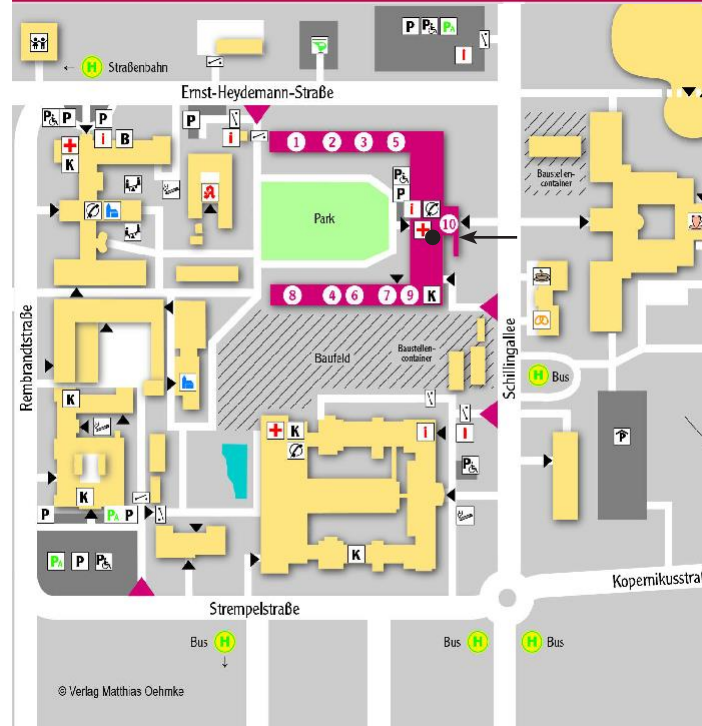 P P P
H Straßenbahn
Ernst-Heydemann-Straße
P P P
P
i B
K
i
1 2 3 5
Baustellen-
container
P
P
i
10
Park
8 4 6 7 9 K
Rembrandtstraße
Schillingallee
Baufeld
Baustellen-
container
H Bus
K
K
i
P
P
K
P P P
K
P P P
Kopernikusstra
Strempelstraße
Bus H
Bus H
H Bus
© Verlag Matthias Oehmke